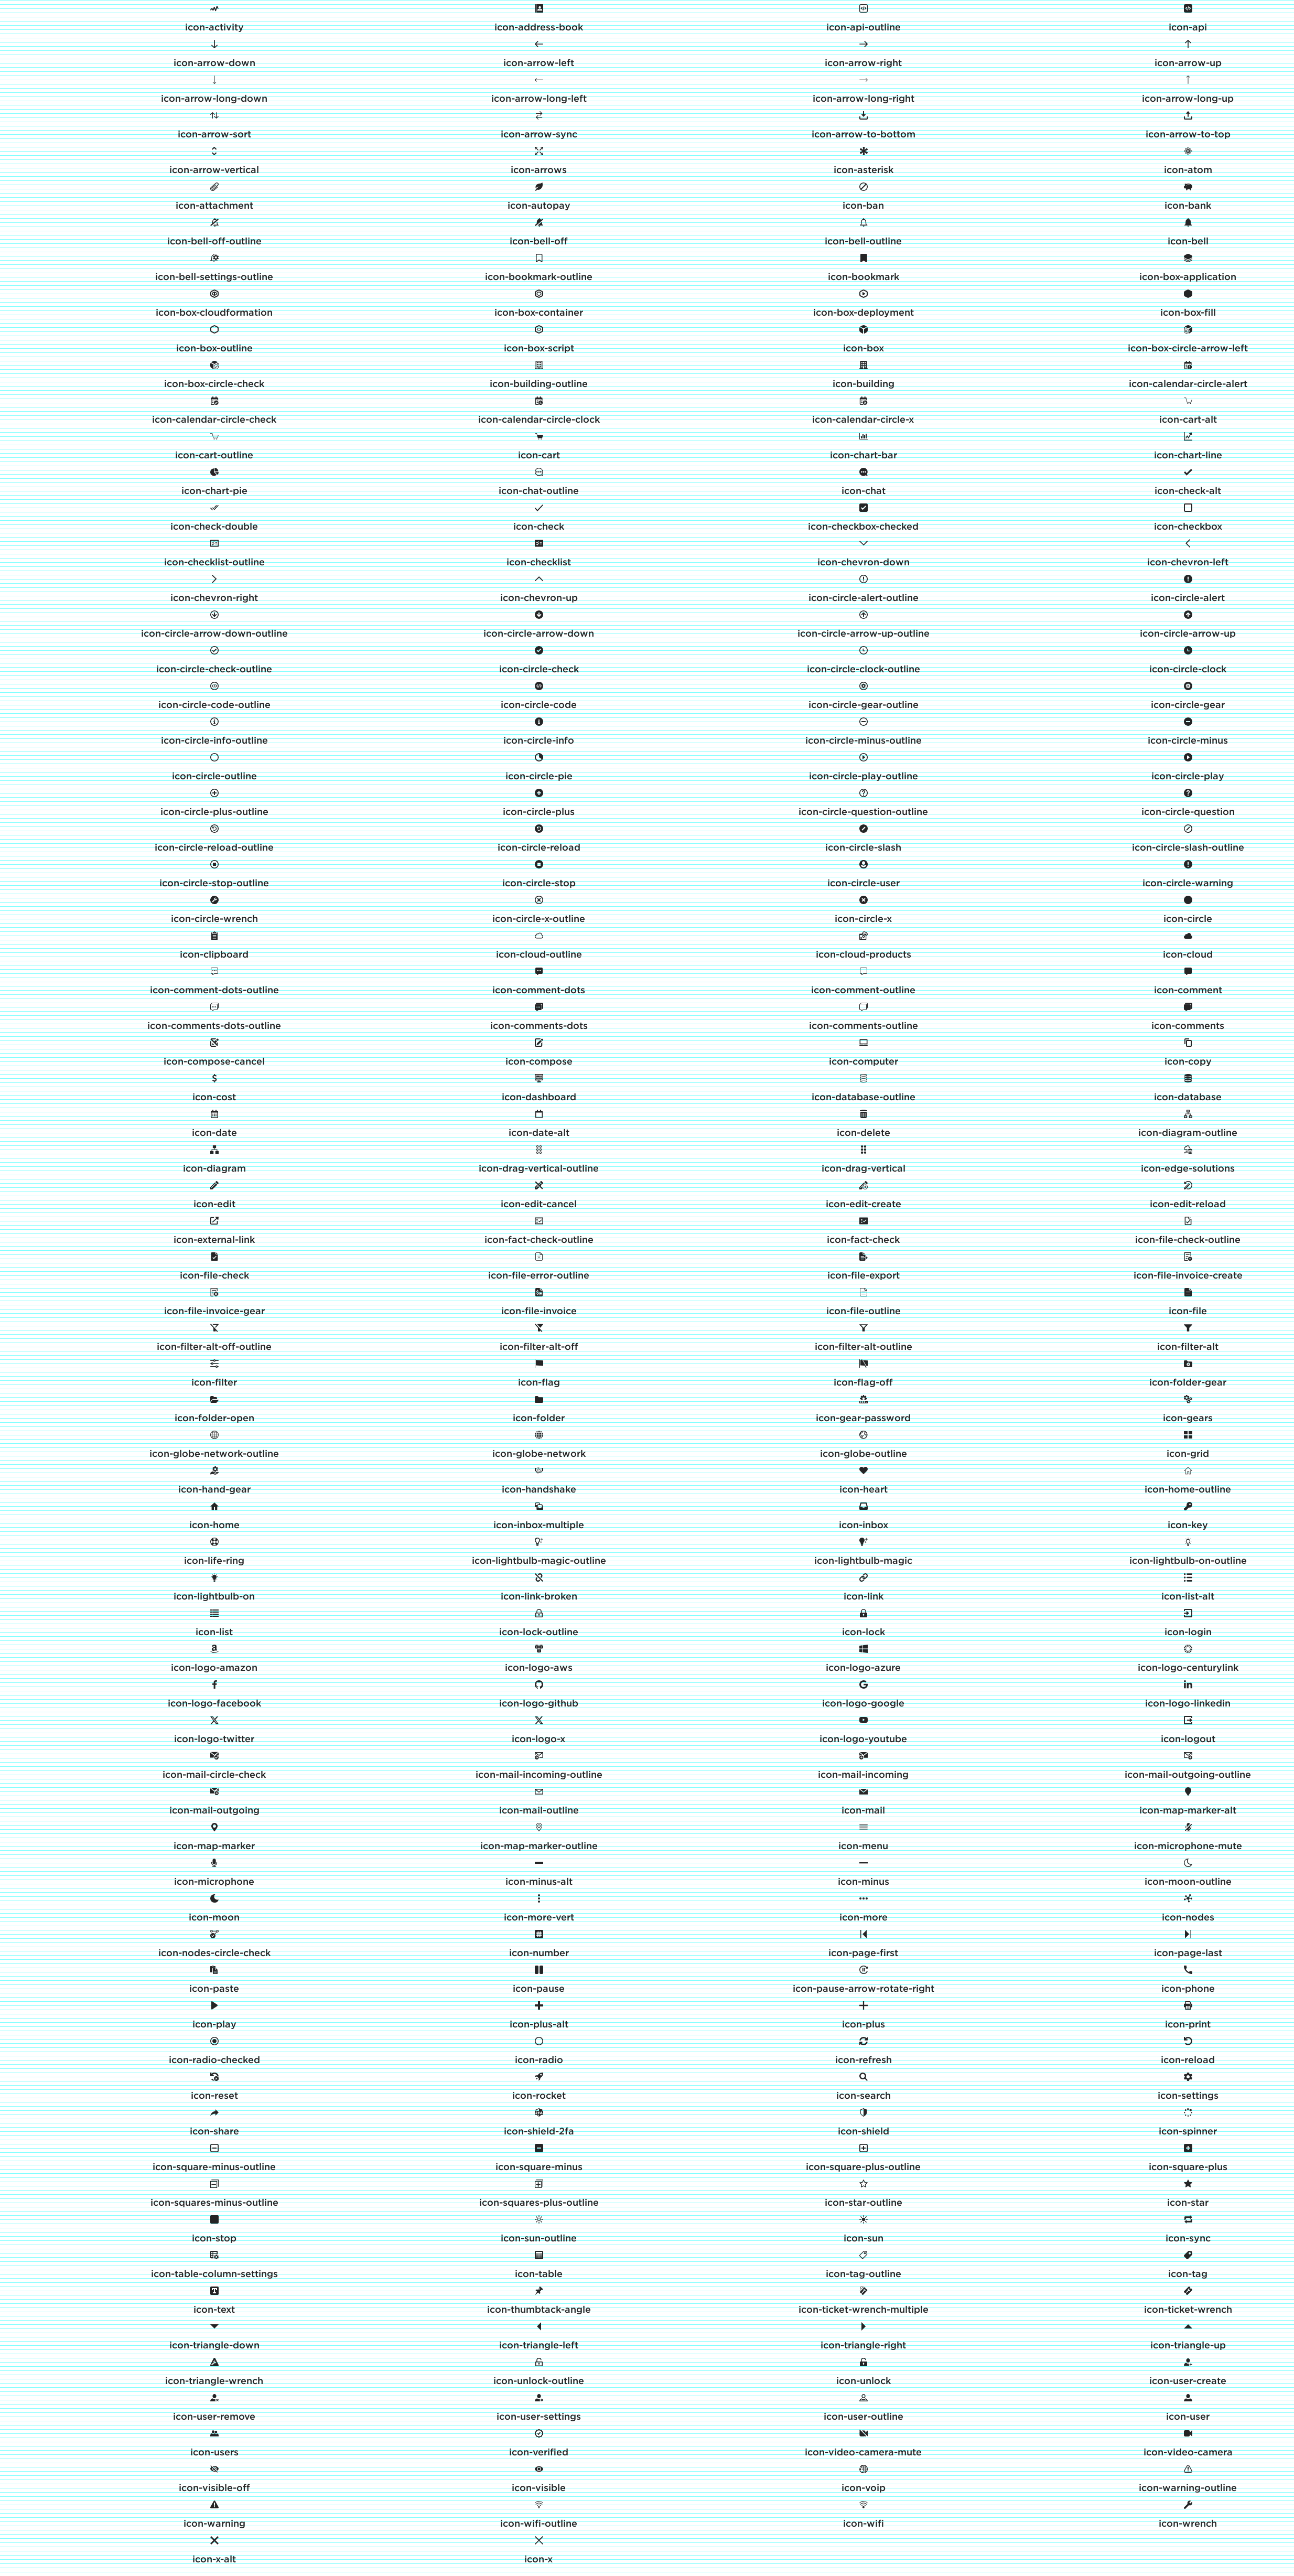 icon-activity icon-address-book icon-api-outline icon-api
icon-arrow-down icon-arrow-left icon-arrow-right icon-arrow-up
icon-arrow-long-down icon-arrow-long-left icon-arrow-long-right icon-arrow-long-up
icon-arrow-sort icon-arrow-sync icon-arrow-to-bottom icon-arrow-to-top
icon-arrow-vertical icon-arrows icon-asterisk icon-atom
icon-attachment icon-autopay icon-ban icon-bank
icon-bell-off-outline icon-bell-off icon-bell-outline icon-bell
icon-bell-settings-outline icon-bookmark-outline icon-bookmark icon-box-application
icon-box-cloudformation icon-box-container icon-box-deployment icon-box-fill
icon-box-outline icon-box-script icon-box icon-box-circle-arrow-left
icon-box-circle-check icon-building-outline icon-building icon-calendar-circle-alert
icon-calendar-circle-check icon-calendar-circle-clock icon-calendar-circle-x icon-cart-alt
icon-cart-outline icon-cart icon-chart-bar icon-chart-line
icon-chart-pie icon-chat-outline icon-chat icon-check-alt
icon-check-double icon-check icon-checkbox-checked icon-checkbox
icon-checklist-outline icon-checklist icon-chevron-down icon-chevron-left
icon-chevron-right icon-chevron-up icon-circle-alert-outline icon-circle-alert
icon-circle-arrow-down-outline icon-circle-arrow-down icon-circle-arrow-up-outline icon-circle-arrow-up
icon-circle-check-outline icon-circle-check icon-circle-clock-outline icon-circle-clock
icon-circle-code-outline icon-circle-code icon-circle-gear-outline icon-circle-gear
icon-circle-info-outline icon-circle-info icon-circle-minus-outline icon-circle-minus
icon-circle-outline icon-circle-pie icon-circle-play-outline icon-circle-play
icon-circle-plus-outline icon-circle-plus icon-circle-question-outline icon-circle-question
icon-circle-reload-outline icon-circle-reload icon-circle-slash icon-circle-slash-outline
icon-circle-stop-outline icon-circle-stop icon-circle-user icon-circle-warning
icon-circle-wrench icon-circle-x-outline icon-circle-x icon-circle
icon-clipboard icon-cloud-outline icon-cloud-products icon-cloud
icon-comment-dots-outline icon-comment-dots icon-comment-outline icon-comment
icon-comments-dots-outline icon-comments-dots icon-comments-outline icon-comments
icon-compose-cancel icon-compose icon-computer icon-copy
icon-cost icon-dashboard icon-database-outline icon-database
icon-date icon-date-alt icon-delete icon-diagram-outline
icon-diagram icon-drag-vertical-outline icon-drag-vertical icon-edge-solutions
icon-edit icon-edit-cancel icon-edit-create icon-edit-reload
icon-external-link icon-fact-check-outline icon-fact-check icon-file-check-outline
icon-file-check icon-file-error-outline icon-file-export icon-file-invoice-create
icon-file-invoice-gear icon-file-invoice icon-file-outline icon-file
icon-filter-alt-off-outline icon-filter-alt-off icon-filter-alt-outline icon-filter-alt
icon-filter icon-flag icon-flag-off icon-folder-gear
icon-folder-open icon-folder icon-gear-password icon-gears
icon-globe-network-outline icon-globe-network icon-globe-outline icon-grid
icon-hand-gear icon-handshake icon-heart icon-home-outline
icon-home icon-inbox-multiple icon-inbox icon-key
icon-life-ring icon-lightbulb-magic-outline icon-lightbulb-magic icon-lightbulb-on-outline
icon-lightbulb-on icon-link-broken icon-link icon-list-alt
icon-list icon-lock-outline icon-lock icon-login
icon-logo-amazon icon-logo-aws icon-logo-azure icon-logo-centurylink
icon-logo-facebook icon-logo-github icon-logo-google icon-logo-linkedin
icon-logo-twitter icon-logo-x icon-logo-youtube icon-logout
icon-mail-circle-check icon-mail-incoming-outline icon-mail-incoming icon-mail-outgoing-outline
icon-mail-outgoing icon-mail-outline icon-mail icon-map-marker-alt
icon-map-marker icon-map-marker-outline icon-menu icon-microphone-mute
icon-microphone icon-minus-alt icon-minus icon-moon-outline
icon-moon icon-more-vert icon-more icon-nodes
icon-nodes-circle-check icon-number icon-page-first icon-page-last
icon-paste icon-pause icon-pause-arrow-rotate-right icon-phone
icon-play icon-plus-alt icon-plus icon-print
icon-radio-checked icon-radio icon-refresh icon-reload
icon-reset icon-rocket icon-search icon-settings
icon-share icon-shield-2fa icon-shield icon-spinner
icon-square-minus-outline icon-square-minus icon-square-plus-outline icon-square-plus
icon-squares-minus-outline icon-squares-plus-outline icon-star-outline icon-star
icon-stop icon-sun-outline icon-sun icon-sync
icon-table-column-settings icon-table icon-tag-outline icon-tag
icon-text icon-thumbtack-angle icon-ticket-wrench-multiple icon-ticket-wrench
icon-triangle-down icon-triangle-left icon-triangle-right icon-triangle-up
icon-triangle-wrench icon-unlock-outline icon-unlock icon-user-create
icon-user-remove icon-user-settings icon-user-outline icon-user
icon-users icon-verified icon-video-camera-mute icon-video-camera
icon-visible-off icon-visible icon-voip icon-warning-outline
icon-warning icon-wifi-outline icon-wifi icon-wrench
icon-x-alt icon-x